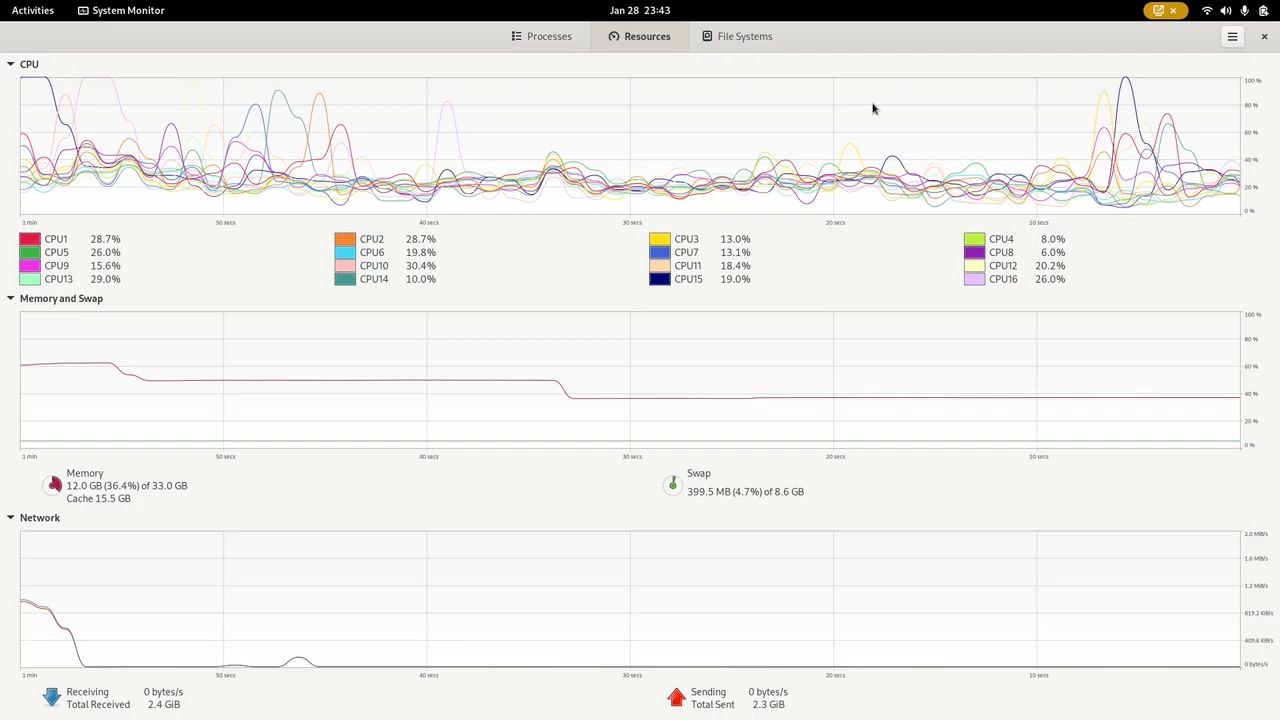 Activities System Monitor Jan 28 23:43
Processes Resources File Systems
CPU
100 %
80 %
60 %
40 %
20 %
0 %
1 min 50 secs 40 secs 30 secs 20 secs 10 secs
CPU1 28.7% CPU2 28.7% CPU3 13.0% CPU4 8.0%
CPU5 26.0% CPU6 19.8% CPU7 13.1% CPU8 6.0%
CPU9 15.6% CPU10 30.4% CPU11 18.4% CPU12 20.2%
CPU13 29.0% CPU14 10.0% CPU15 19.0% CPU16 26.0%
Memory and Swap
100 %
80 %
60 %
40 %
20 %
0 %
1 min 50 secs 40 secs 30 secs 20 secs 10 secs
Memory
12.0 GB (36.4%) of 33.0 GB
Cache 15.5 GB
Swap
399.5 MB (4.7%) of 8.6 GB
Network
2.0 MiB/s
1.6 MiB/s
1.2 MiB/s
819.2 KiB/s
409.6 KiB/s
0 bytes/s
1 min 50 secs 40 secs 30 secs 20 secs 10 secs
Receiving 0 bytes/s
Total Received 2.4 GiB
Sending 0 bytes/s
Total Sent 2.3 GiB